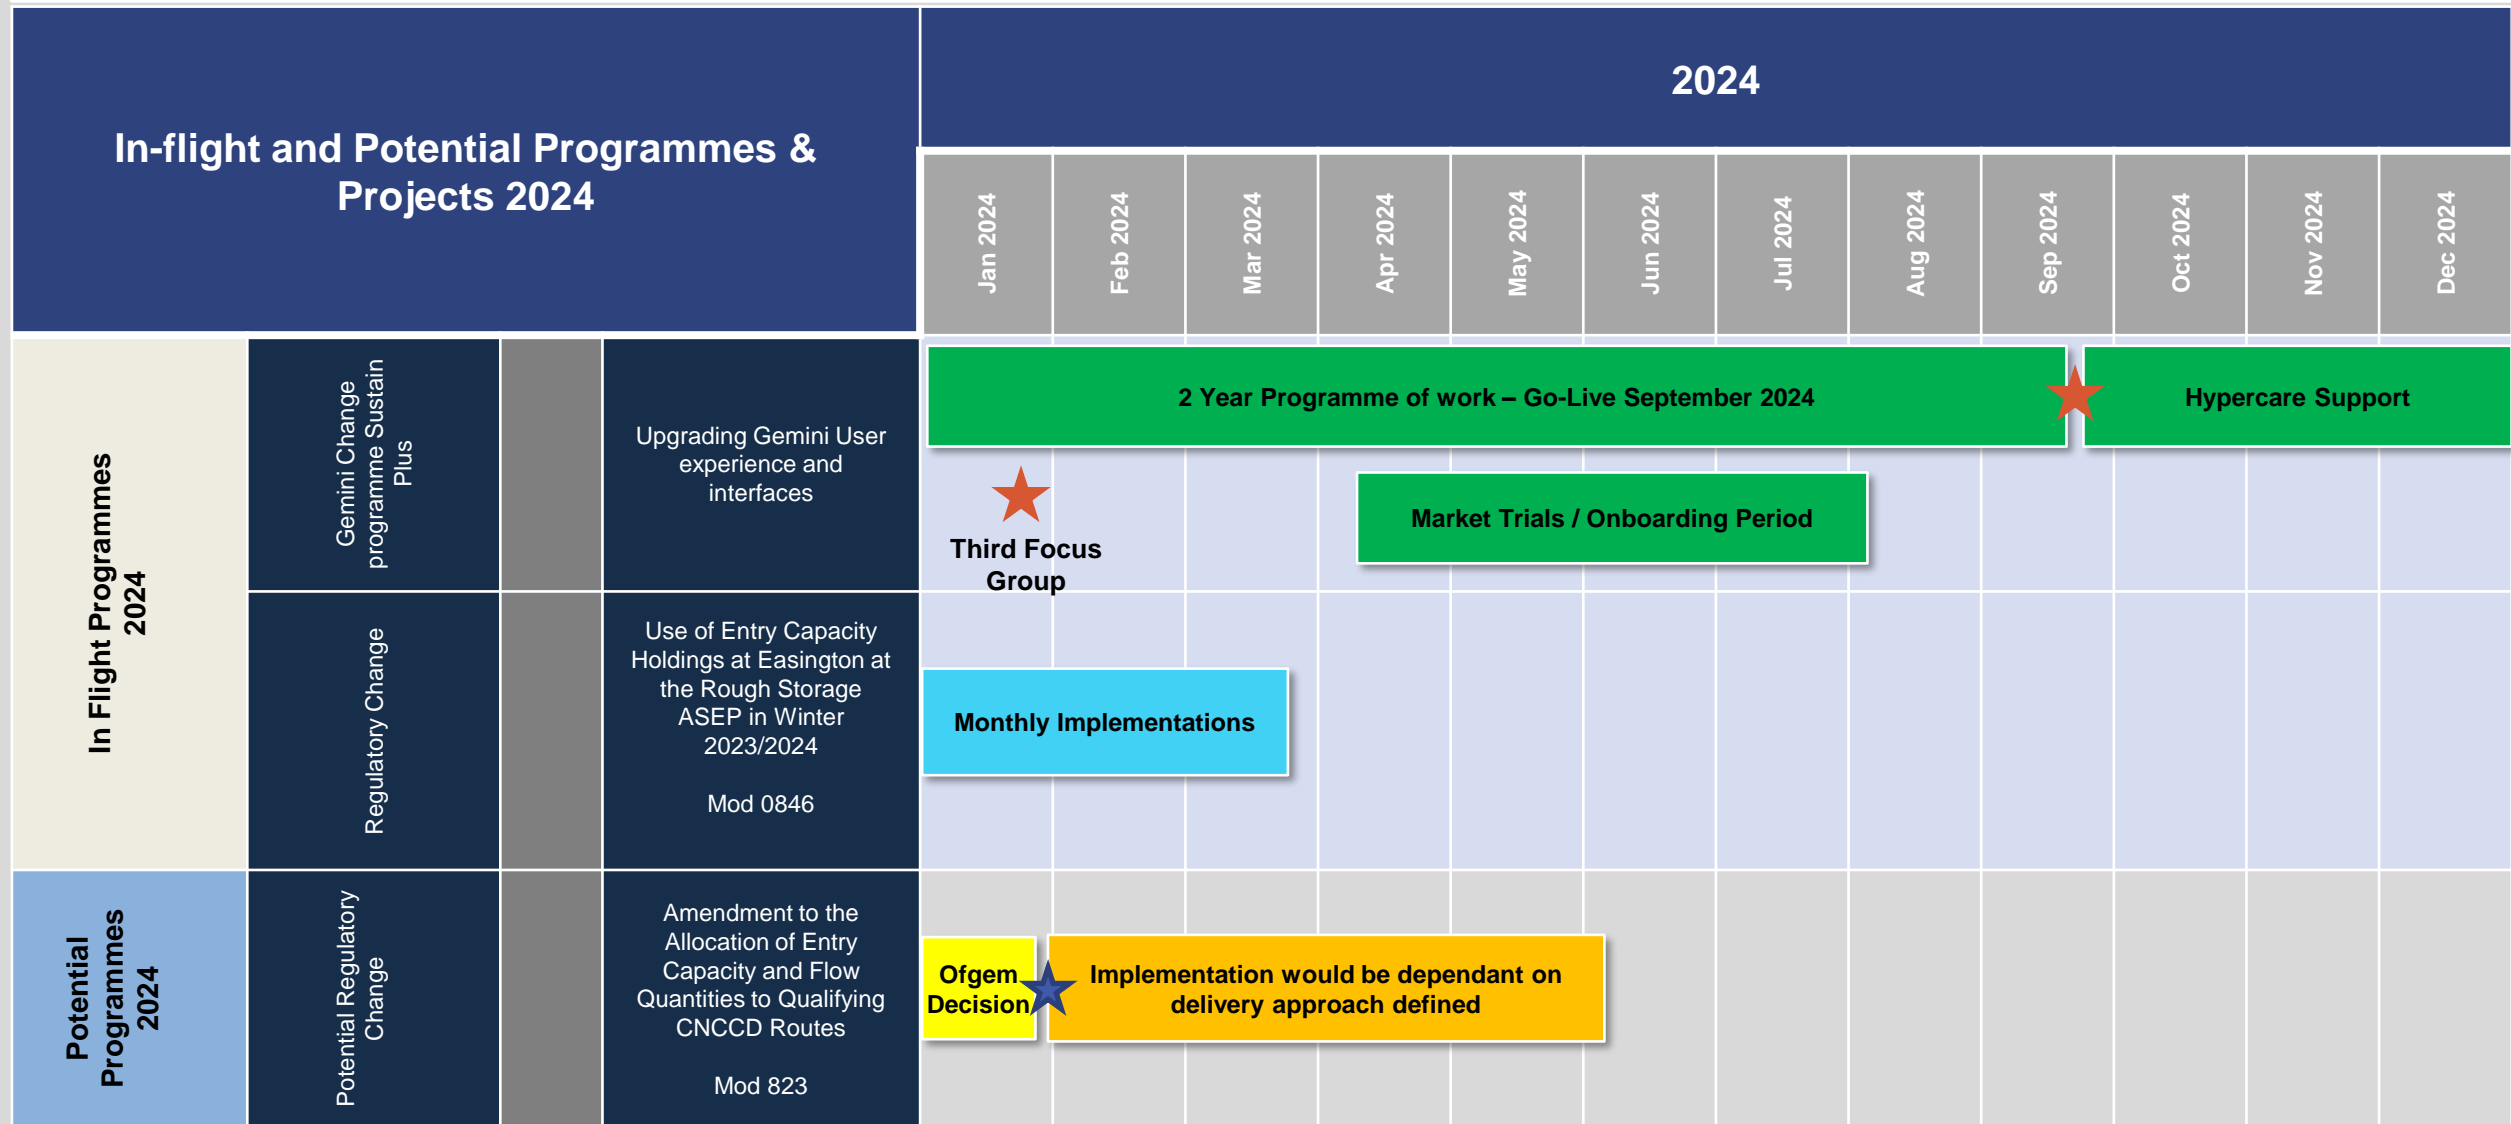 In-flight and Potential Programmes &
Projects 2024
2024
Jan 2024
Feb 2024
Mar 2024
Apr 2024
May 2024
Jun 2024
Jul 2024
Aug 2024
Sep 2024
Oct 2024
Nov 2024
Dec 2024
In Flight Programmes
2024
Gemini Change
programme Sustain
Plus
Upgrading Gemini User
experience and
interfaces
2 Year Programme of work – Go-Live September 2024
Hypercare Support
Third Focus
Group
Market Trials / Onboarding Period
Regulatory Change
Use of Entry Capacity
Holdings at Easington at
the Rough Storage
ASEP in Winter
2023/2024
Mod 0846
Monthly Implementations
Potential
Programmes
2024
Potential Regulatory
Change
Amendment to the
Allocation of Entry
Capacity and Flow
Quantities to Qualifying
CNCCD Routes
Mod 823
Ofgem
Decision
Implementation would be dependant on
delivery approach defined